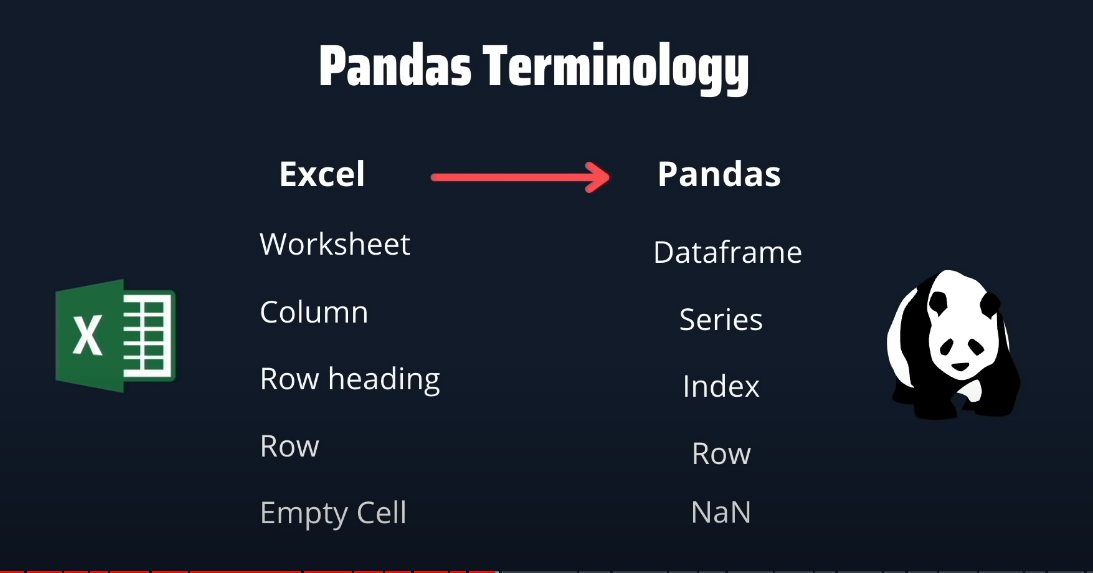 Pandas Terminology
Excel Pandas
Worksheet Dataframe
Column Series
Row heading Index
Row Row
Empty Cell NaN
X